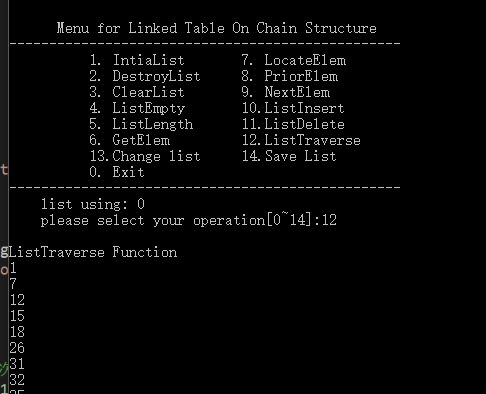 Menu for Linked Table On Chain Structure
--------------------------------------------------
1. IntiaList 7. LocateElem
2. DestroyList 8. PriorElem
3. ClearList 9. NextElem
4. ListEmpty 10.ListInsert
5. ListLength 11.ListDelete
6. GetElem 12.ListTraverse
13.Change list 14.Save List
0. Exit
--------------------------------------------------
list using: 0
please select your operation[0~14]:12
ListTraverse Function
1
7
12
15
18
26
31
32